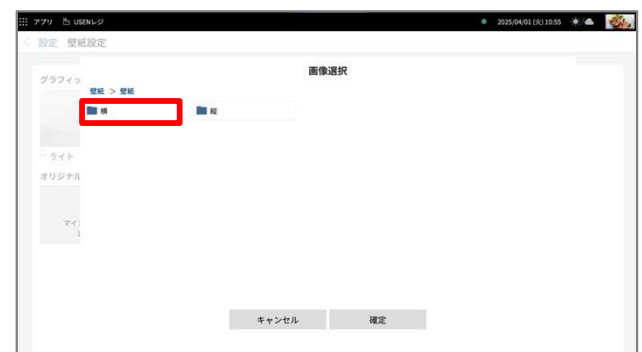 アプリ USENレジ 2025/04/01 (火) 10:55
設定 壁紙設定
画像選択
グラフィッ
壁紙 ＞ 壁紙
横 縦
ライト
オリジナル
マイ
キャンセル 確定